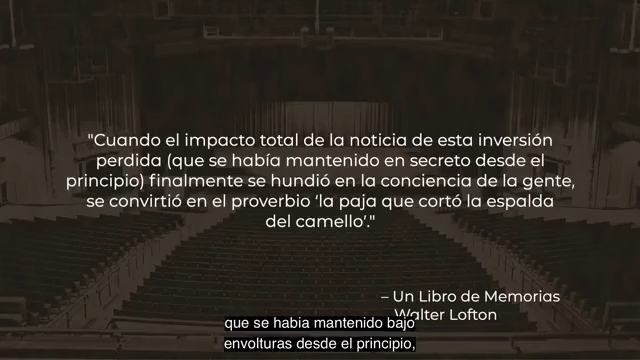 "Cuando el impacto total de la noticia de esta inversión
perdida (que se había mantenido en secreto desde el
principio) finalmente se hundió en la conciencia de la gente,
se convirtió en el proverbio ‘la paja que cortó la espalda
del camello’."
– Un Libro de Memorias
Walter Lofton
que se habia mantenido bajo
envolturas desde el principio,